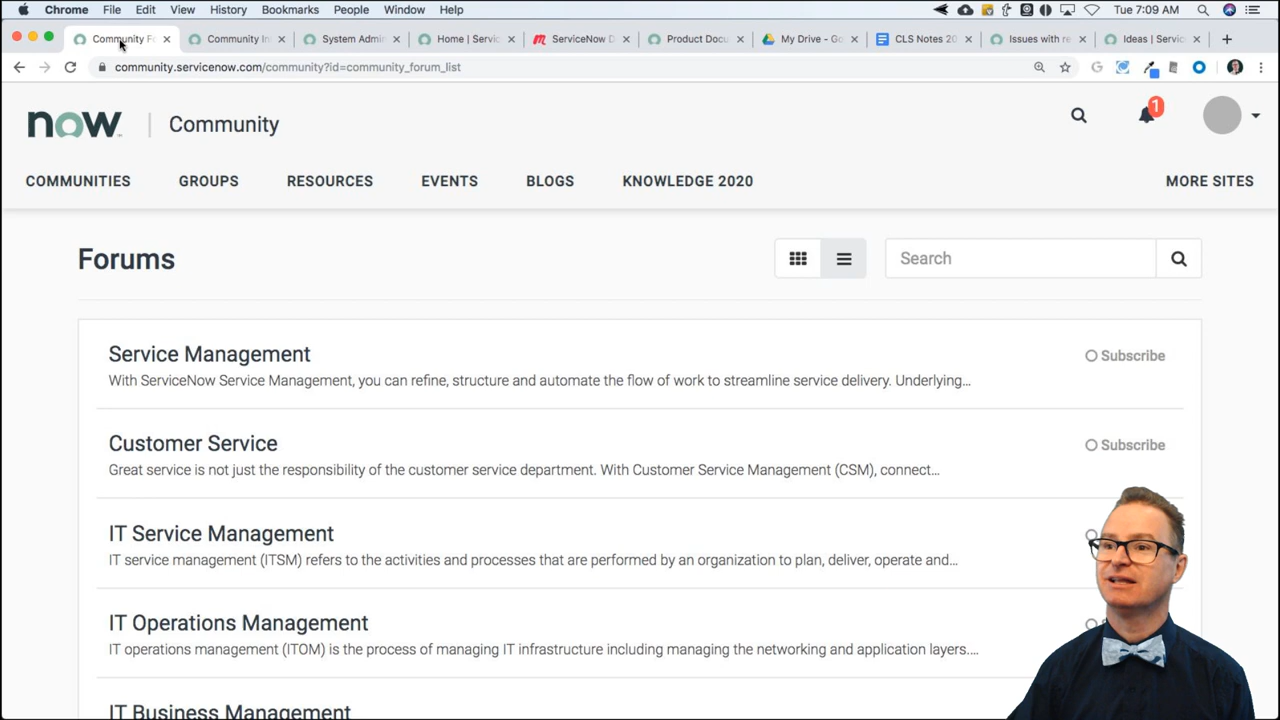 Chrome File Edit View History Bookmarks People Window Help Tue 7:09 AM
Community Fo Community In System Admin Home | Servic ServiceNow D Product Docu My Drive - Go CLS Notes 20 Issues with re Ideas | Servic
community.servicenow.com/community?id=community_forum_list
now Community 1
COMMUNITIES GROUPS RESOURCES EVENTS BLOGS KNOWLEDGE 2020 MORE SITES
Forums Search
Service Management Subscribe
With ServiceNow Service Management, you can refine, structure and automate the flow of work to streamline service delivery. Underlying...
Customer Service Subscribe
Great service is not just the responsibility of the customer service department. With Customer Service Management (CSM), connect...
IT Service Management
IT service management (ITSM) refers to the activities and processes that are performed by an organization to plan, deliver, operate and...
IT Operations Management
IT operations management (ITOM) is the process of managing IT infrastructure including managing the networking and application layers....
IT Business Management